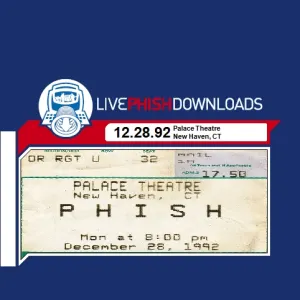 LIVEPHISHDOWNLOADS
12.28.92 Palace Theatre
New Haven, CT
OR RGT U 32 MAIL
17.50
PALACE THEATRE
New Haven, CT
PHISH
Mon at 8:00 pm
December 28, 1992